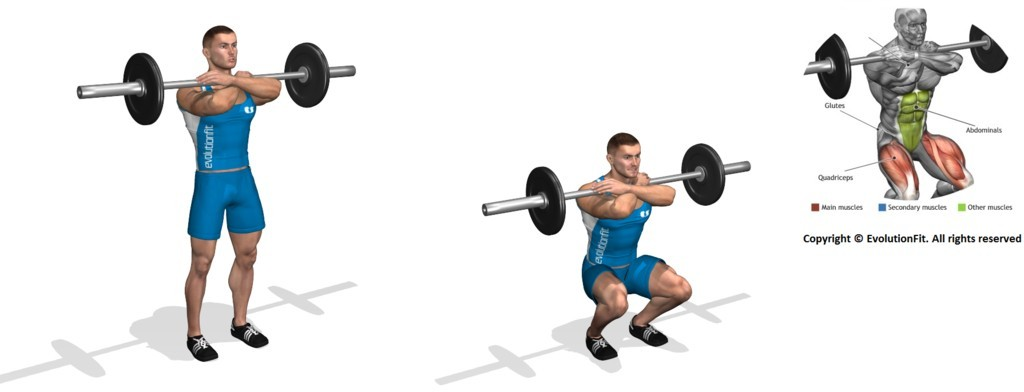 evolutionfit
evolutionfit
Glutes
Abdominals
Quadriceps
Main muscles
Secondary muscles
Other muscles
Copyright © EvolutionFit. All rights reserved